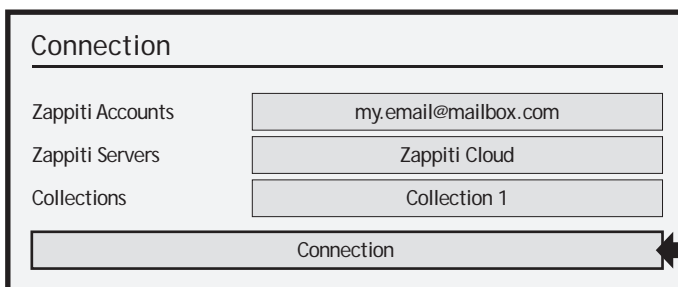 Connection
Zappiti Accounts my.email@mailbox.com
Zappiti Servers Zappiti Cloud
Collections Collection 1
Connection